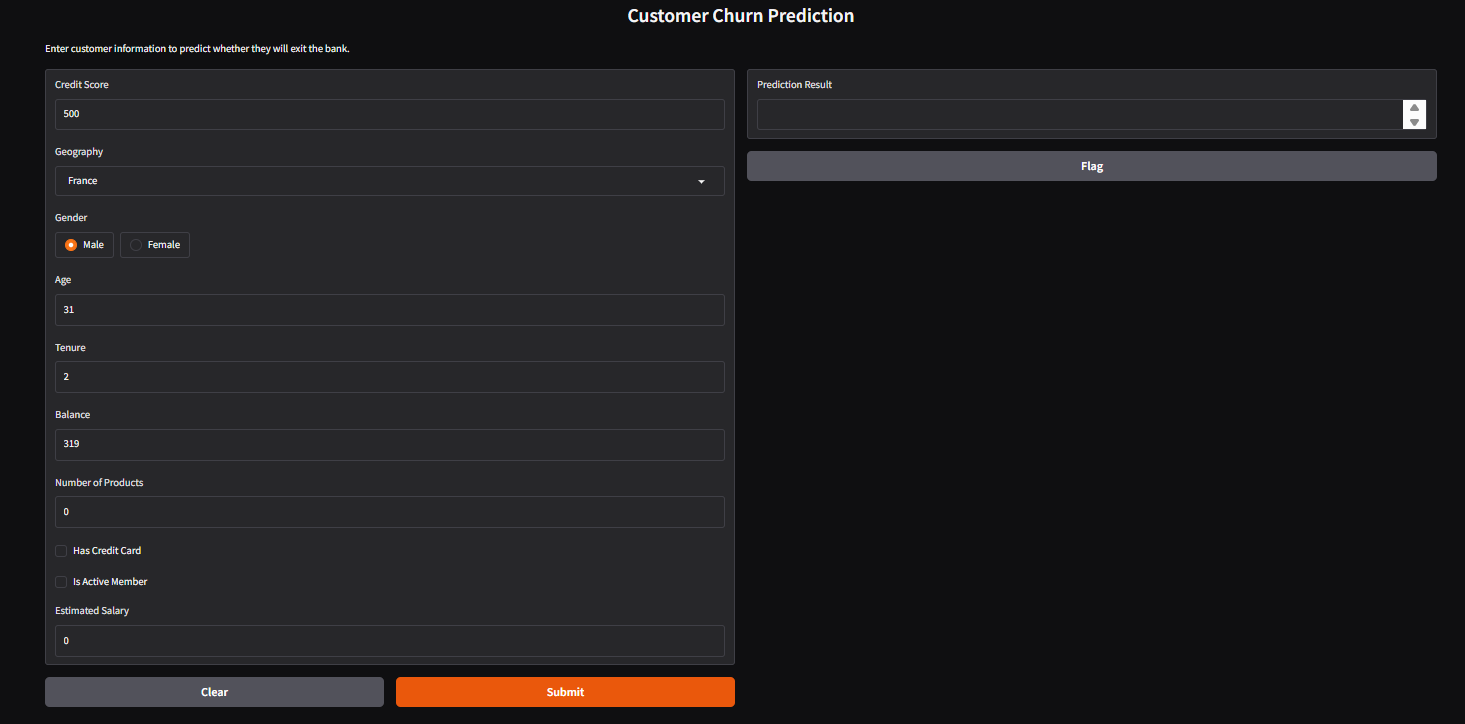 Customer Churn Prediction
Enter customer information to predict whether they will exit the bank.
Credit Score
500
Geography
France
Gender
Male Female
Age
31
Tenure
2
Balance
319
Number of Products
0
Has Credit Card
Is Active Member
Estimated Salary
0
Clear Submit
Prediction Result
Flag